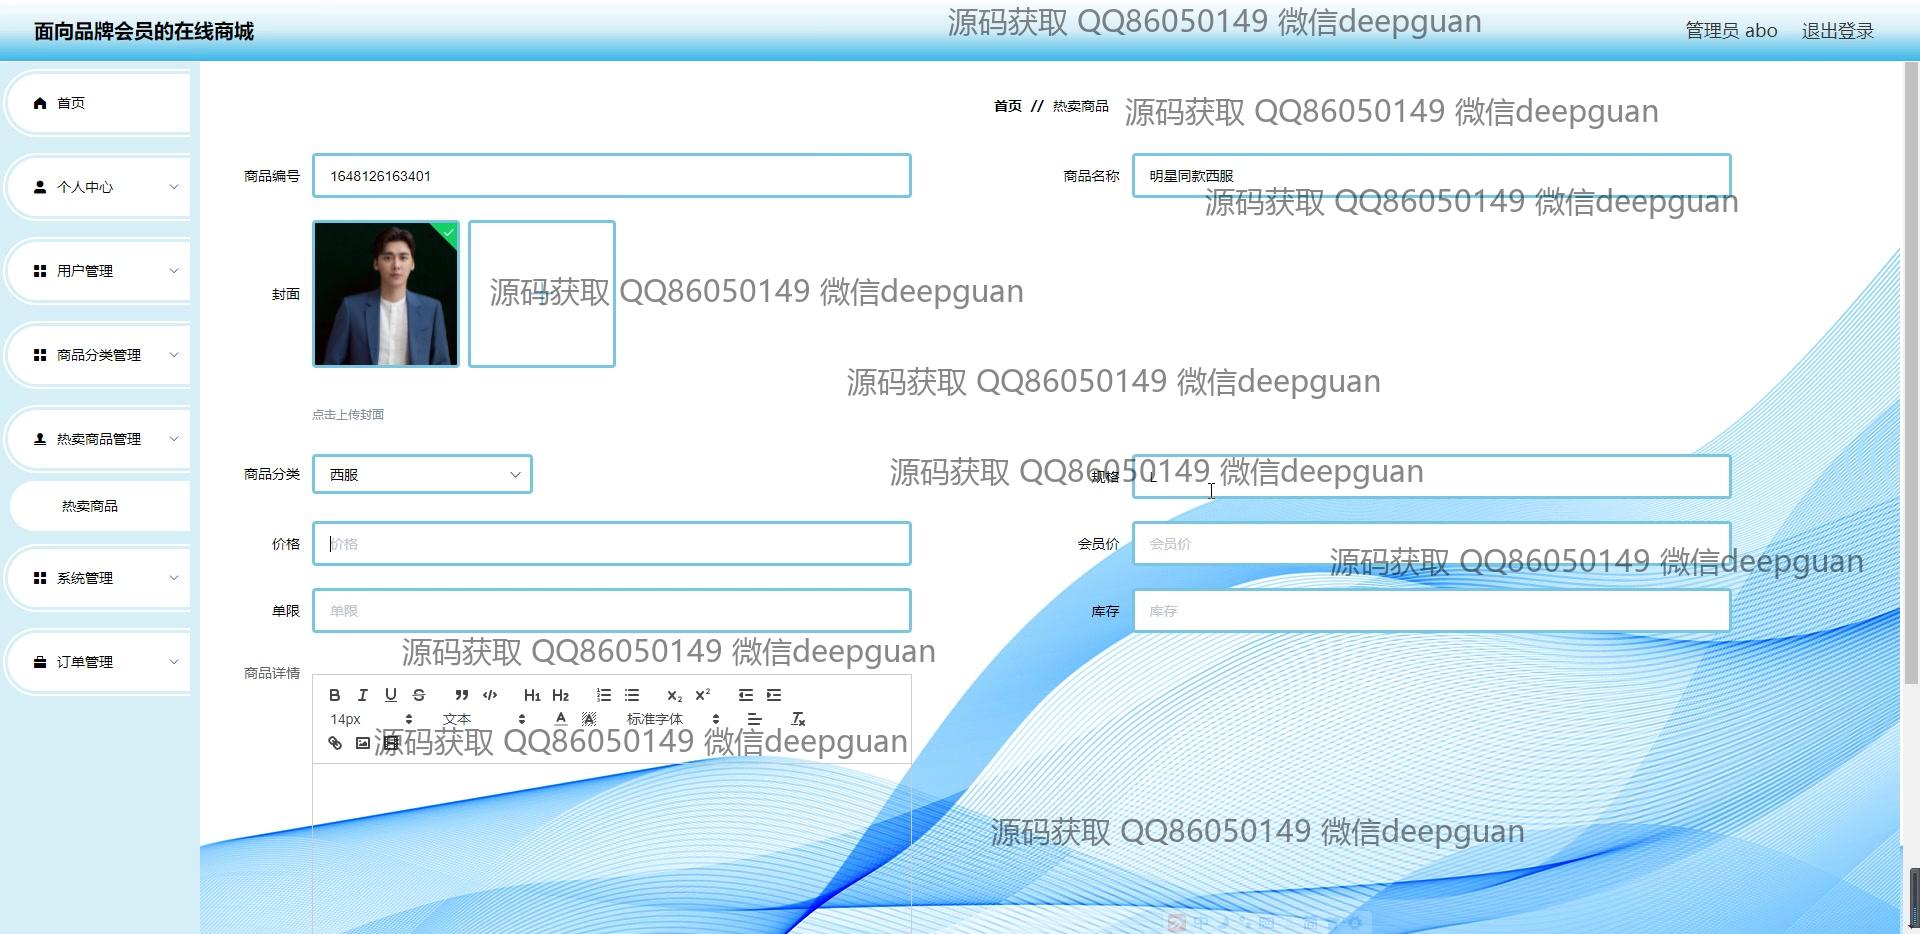 面向品牌会员的在线商城
源码获取 QQ86050149 微信deepguan
管理员 abo
退出登录
首页
个人中心
用户管理
商品分类管理
热卖商品管理
热卖商品
系统管理
订单管理
首页 // 热卖商品
源码获取 QQ86050149 微信deepguan
商品编号
1648126163401
商品名称
明星同款西服
源码获取 QQ86050149 微信deepguan
封面
源码获取 QQ86050149 微信deepguan
源码获取 QQ86050149 微信deepguan
点击上传封面
商品分类
西服
源码获取 QQ86050149 微信deepguan
规格
L
价格
价格
会员价
会员价
源码获取 QQ86050149 微信deepguan
单限
单限
库存
库存
源码获取 QQ86050149 微信deepguan
商品详情
B I U S H1 H2 X2 X2
14px 文本 A A 标准字体 Tx
源码获取 QQ86050149 微信deepguan
源码获取 QQ86050149 微信deepguan
中 简